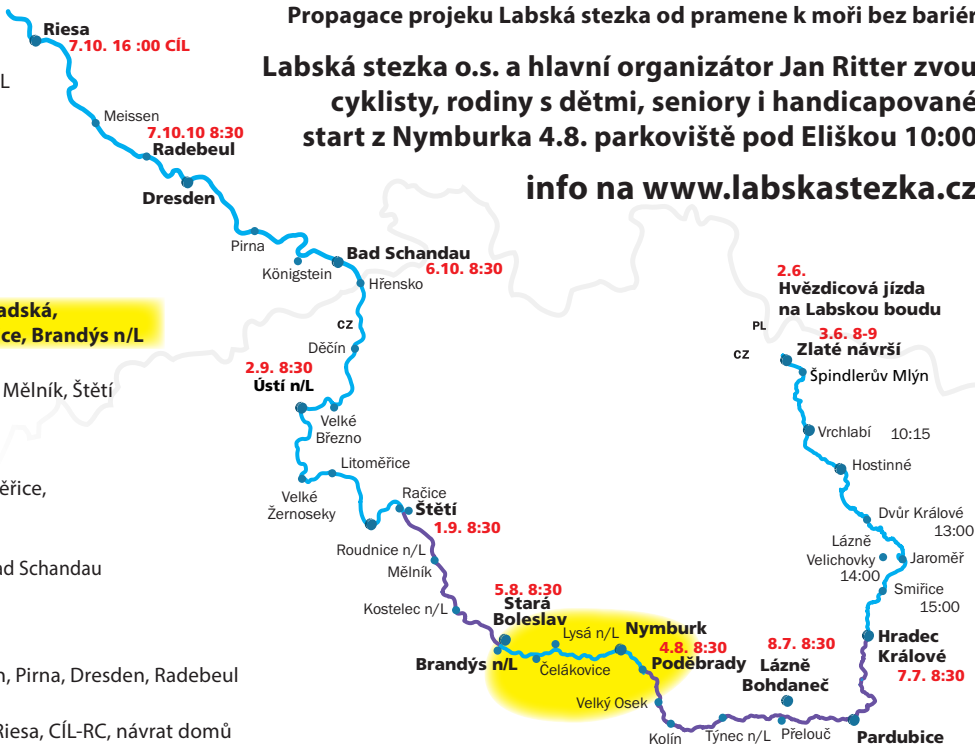 Propagace projeku Labská stezka od pramene k moři bez bariér
Labská stezka o.s. a hlavní organizátor Jan Ritter zvou
cyklisty, rodiny s dětmi, seniory i handicapované
start z Nymburka 4.8. parkoviště pod Eliškou 10:00
info na www.labskastezka.cz
Riesa
7.10. 16 :00 CÍL
L
Meissen
7.10.10 8:30
Radebeul
Dresden
Pirna
Königstein
Bad Schandau
6.10. 8:30
Hřensko
CZ
Děčín
2.9. 8:30
Ústí n/L
Velké
Březno
Litoměřice
Velké
Žernoseky
Račice
Štětí
1.9. 8:30
Roudnice n/L
Mělník
Kostelec n/L
5.8. 8:30
Stará
Boleslav
Brandýs n/L
Lysá n/L
Čelákovice
Nymburk
4.8. 8:30
Poděbrady
Velký Osek
Kolín
Týnec n/L
Přelouč
8.7. 8:30
Lázně
Bohdaneč
Pardubice
Hradec
Králové
7.7. 8:30
2.6.
Hvězdicová jízda
na Labskou boudu
3.6. 8-9
PL
CZ
Zlaté návrší
Špindlerův Mlýn
Vrchlabí 10:15
Hostinné
Dvůr Králové
13:00
Lázně
Velichovky
14:00
Jaroměř
Smiřice
15:00
adská,
ce, Brandýs n/L
Mělník, Štětí
ěřice,
ad Schandau
n, Pirna, Dresden, Radebeul
Riesa, CÍL-RC, návrat domů